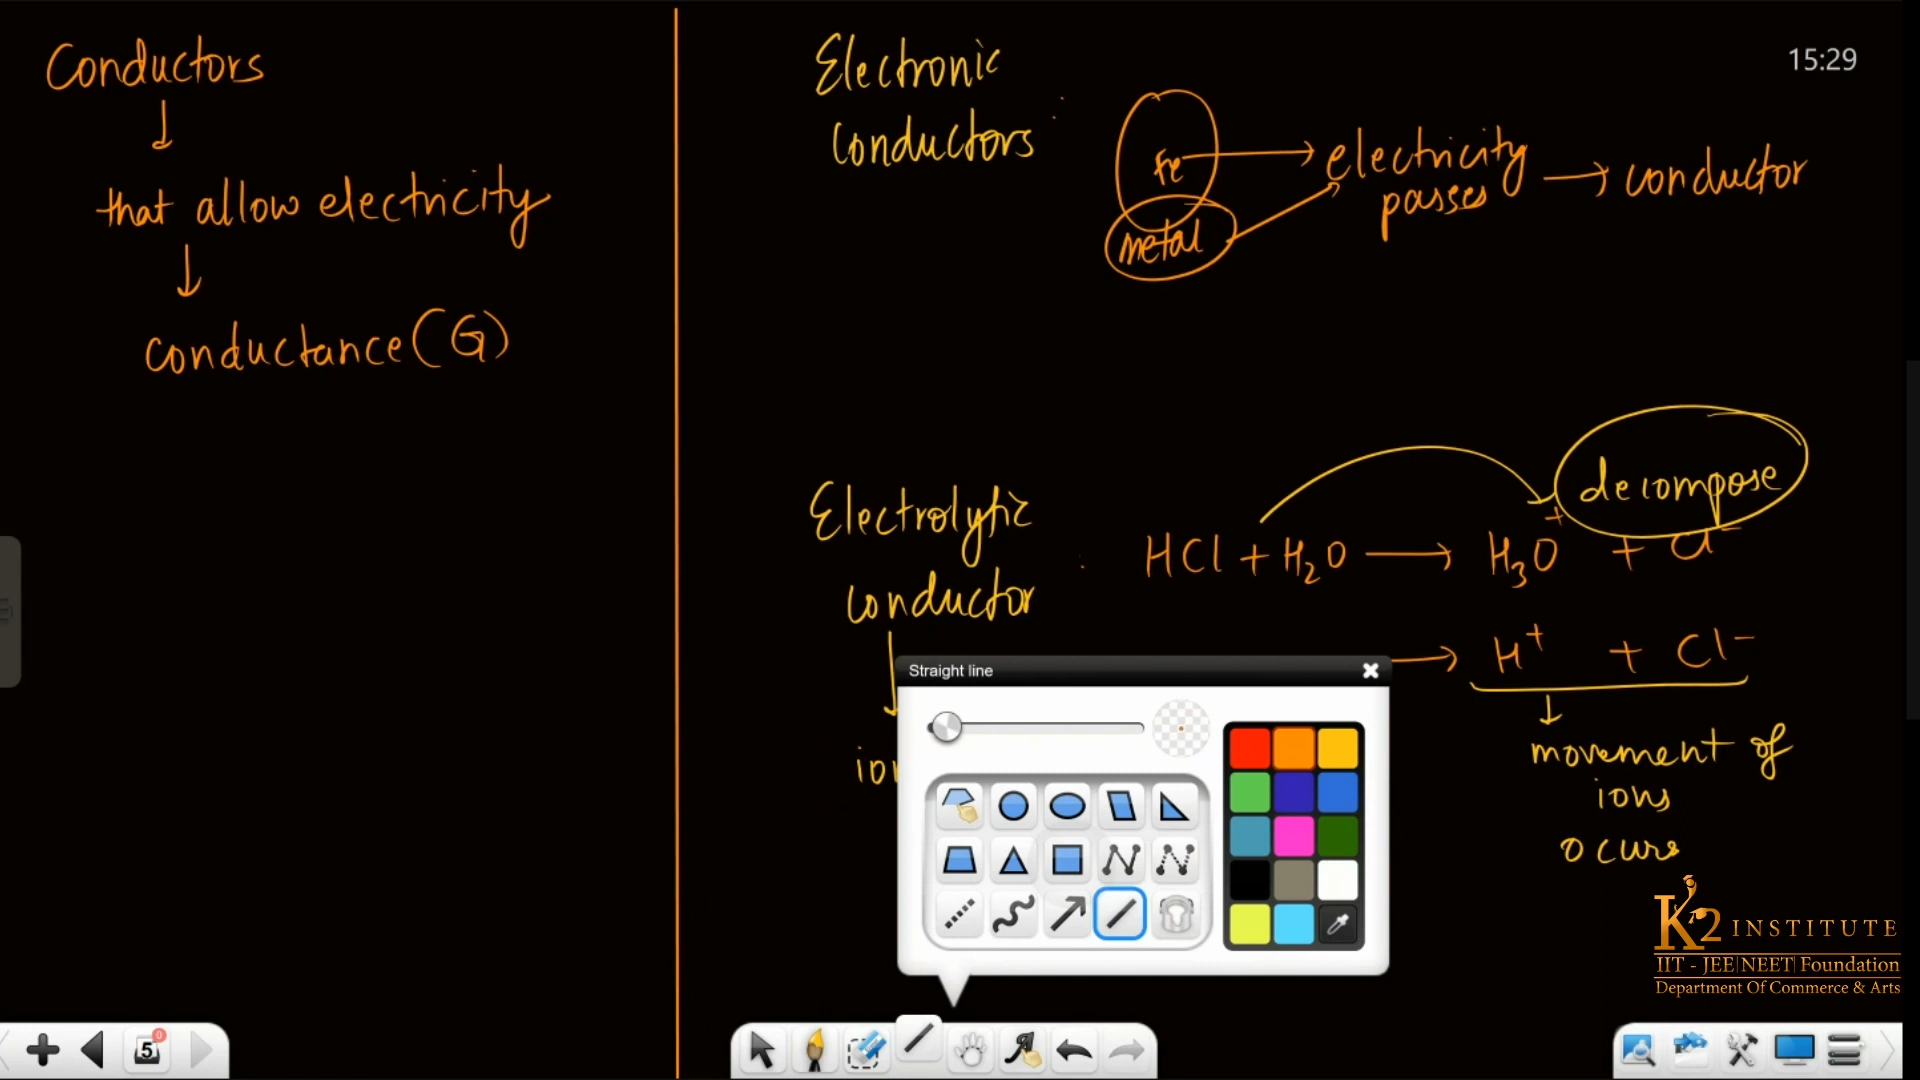 Conductors
↓
that allow electricity
↓
conductance (G)
Electronic
conductors :
Fe → electricity
passes → conductor
metal
15:29
Electrolytic
conductor :
decompose
HCl + H₂O → H₃O⁺ + Cl⁻
→ H⁺ + Cl⁻
↓
movement of
ions
ocurs
Straight line
K2 INSTITUTE
IIT - JEE|NEET| Foundation
Department Of Commerce & Arts
5
0